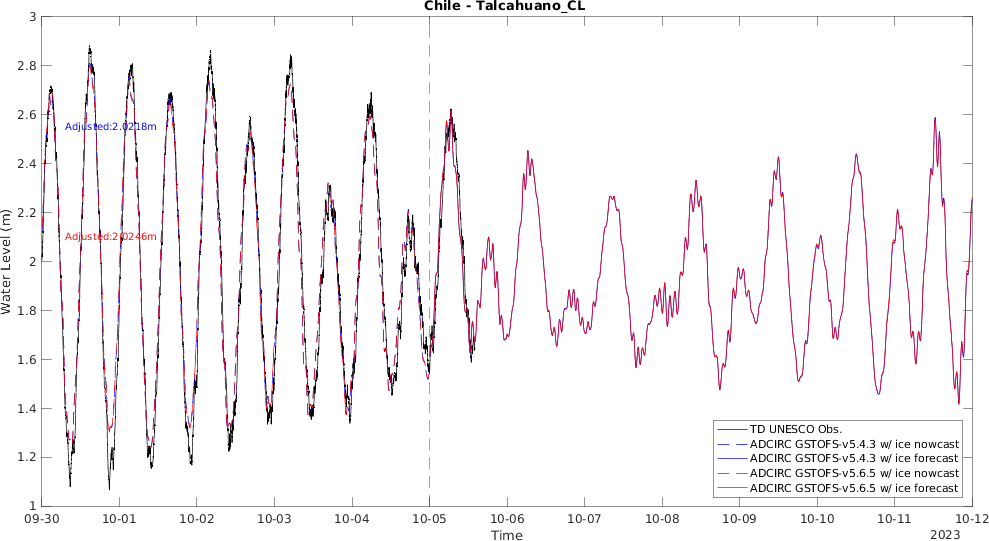 Chile - Talcahuano_CL
3
2.8
2.6
2.4
2.2
2
1.8
1.6
1.4
1.2
1
Water Level (m)
Adjusted:2.0218m
Adjusted:2.0246m
TD UNESCO Obs.
ADCIRC GSTOFS-v5.4.3 w/ ice nowcast
ADCIRC GSTOFS-v5.4.3 w/ ice forecast
ADCIRC GSTOFS-v5.6.5 w/ ice nowcast
ADCIRC GSTOFS-v5.6.5 w/ ice forecast
09-30 10-01 10-02 10-03 10-04 10-05 10-06 10-07 10-08 10-09 10-10 10-11 10-12
Time
2023